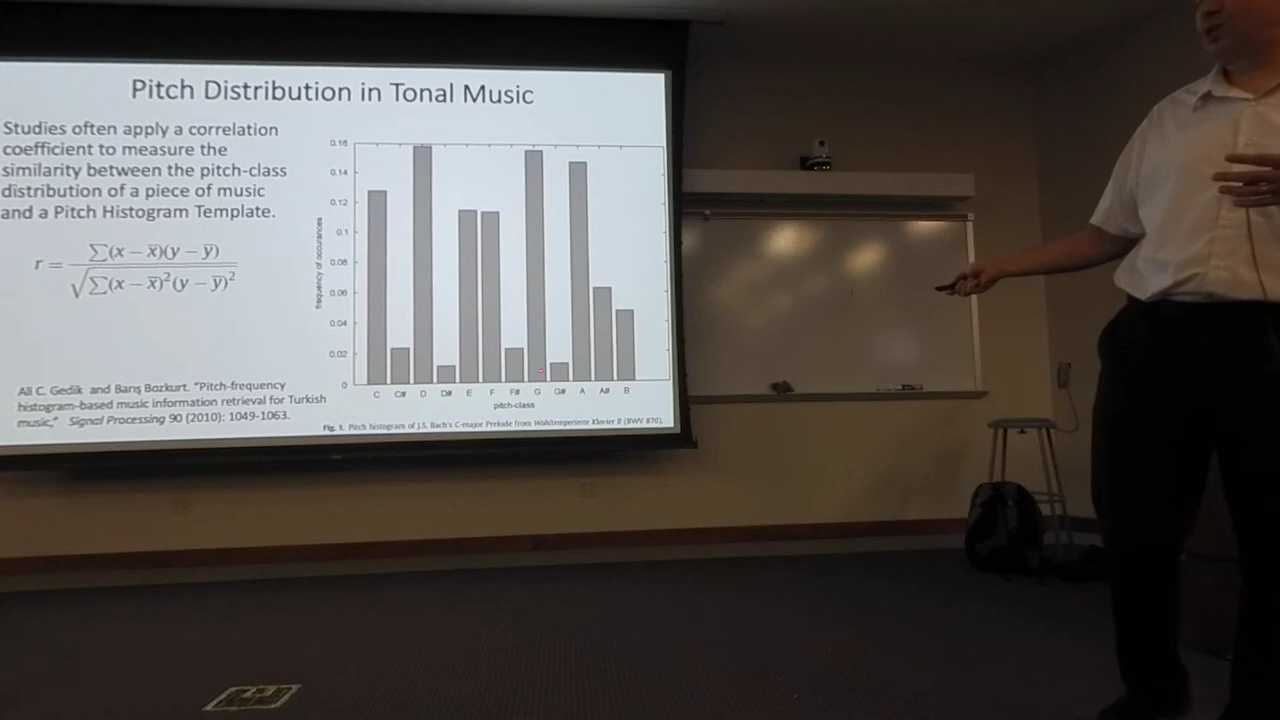 Pitch Distribution in Tonal Music
Studies often apply a correlation
coefficient to measure the
similarity between the pitch-class
distribution of a piece of music
and a Pitch Histogram Template.
r = ∑(x − x̅)(y − y̅) / √∑(x − x̅)²(y − y̅)²
Ali C. Gedik and Barış Bozkurt. "Pitch-frequency
histogram-based music information retrieval for Turkish
music," Signal Processing 90 (2010): 1049-1063.
0.16
0.14
0.12
0.1
0.08
0.06
0.04
0.02
0
frequency of occurances
C C# D D# E F F# G G# A A# B
pitch-class
Fig. 1. Pitch histogram of J.S. Bach's C-major Prelude from Wohltemperierte Klavier II (BWV 870).